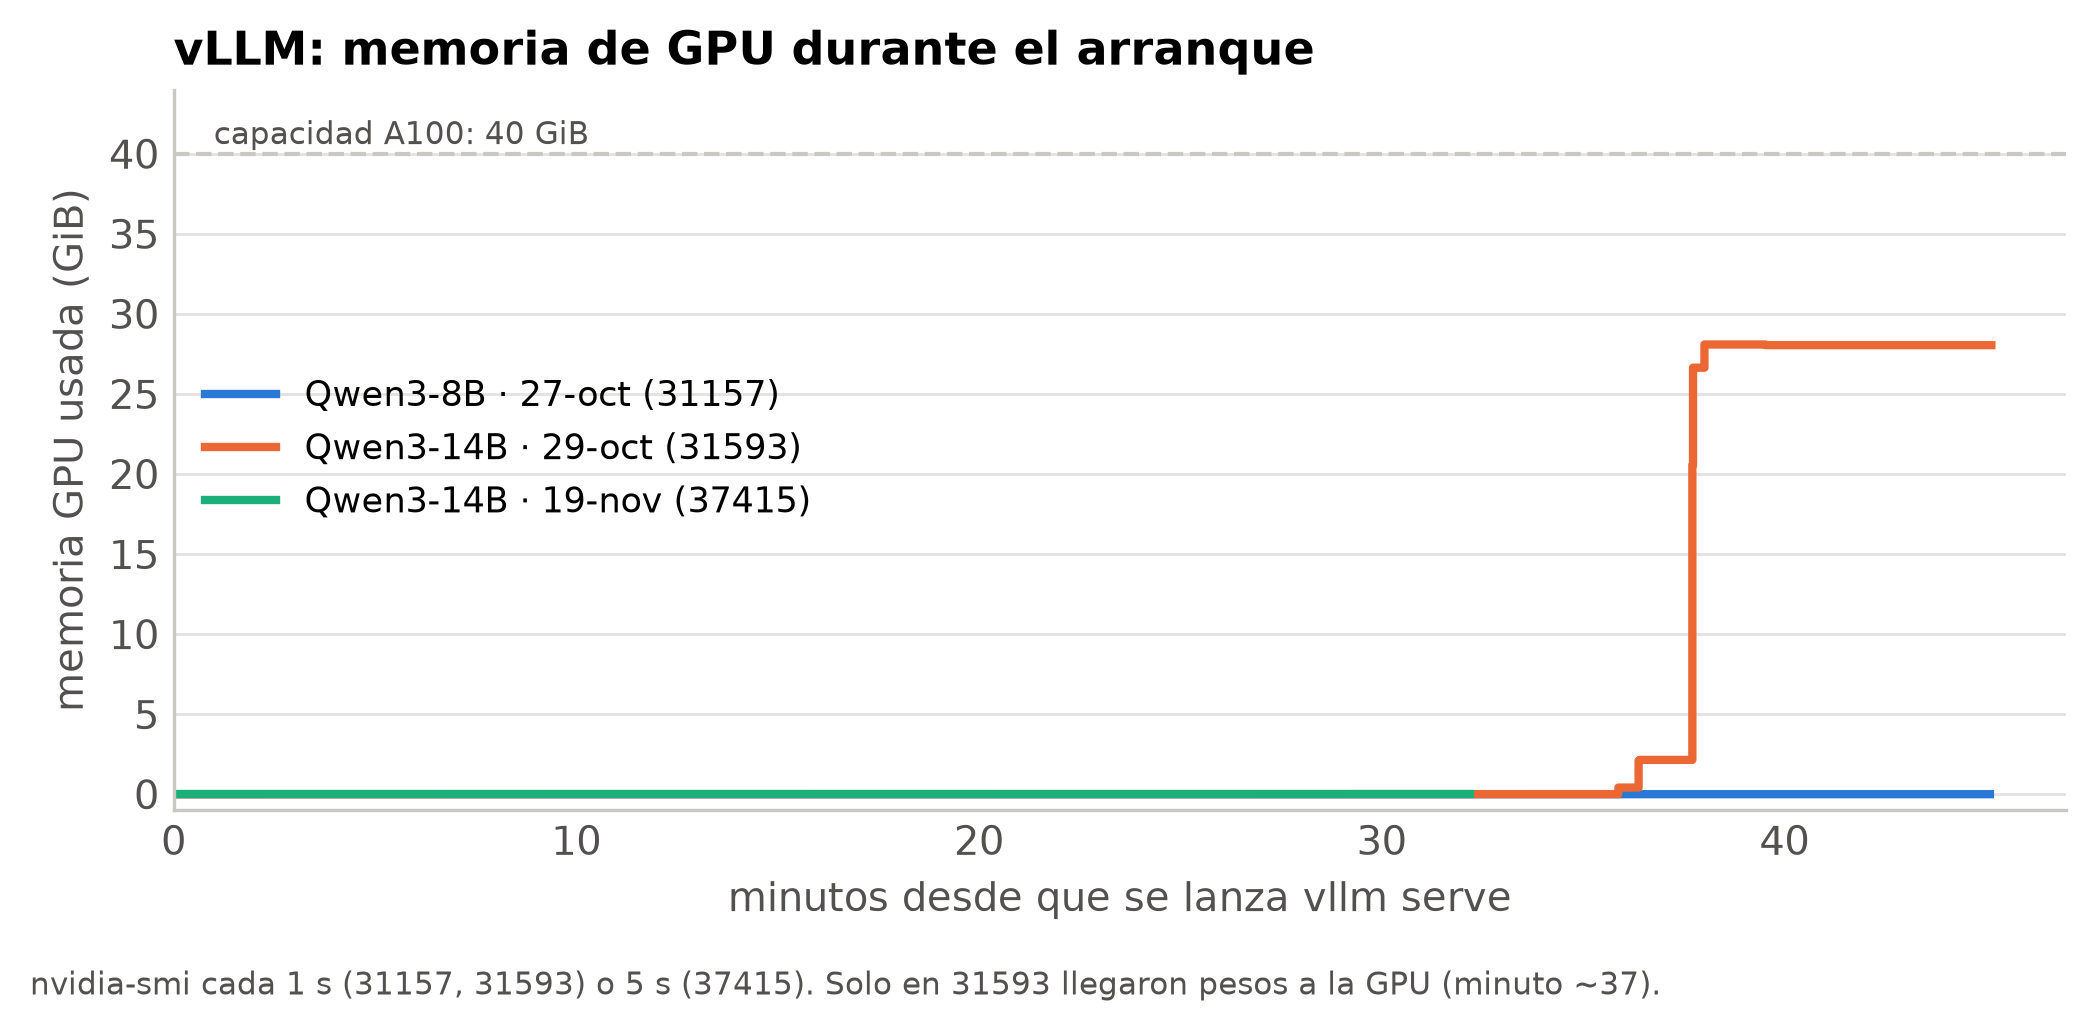 vLLM: memoria de GPU durante el arranque
capacidad A100: 40 GiB
memoria GPU usada (GiB)
40
35
30
25
20
15
10
5
0
Qwen3-8B · 27-oct (31157)
Qwen3-14B · 29-oct (31593)
Qwen3-14B · 19-nov (37415)
0 10 20 30 40
minutos desde que se lanza vllm serve
nvidia-smi cada 1 s (31157, 31593) o 5 s (37415). Solo en 31593 llegaron pesos a la GPU (minuto ~37).